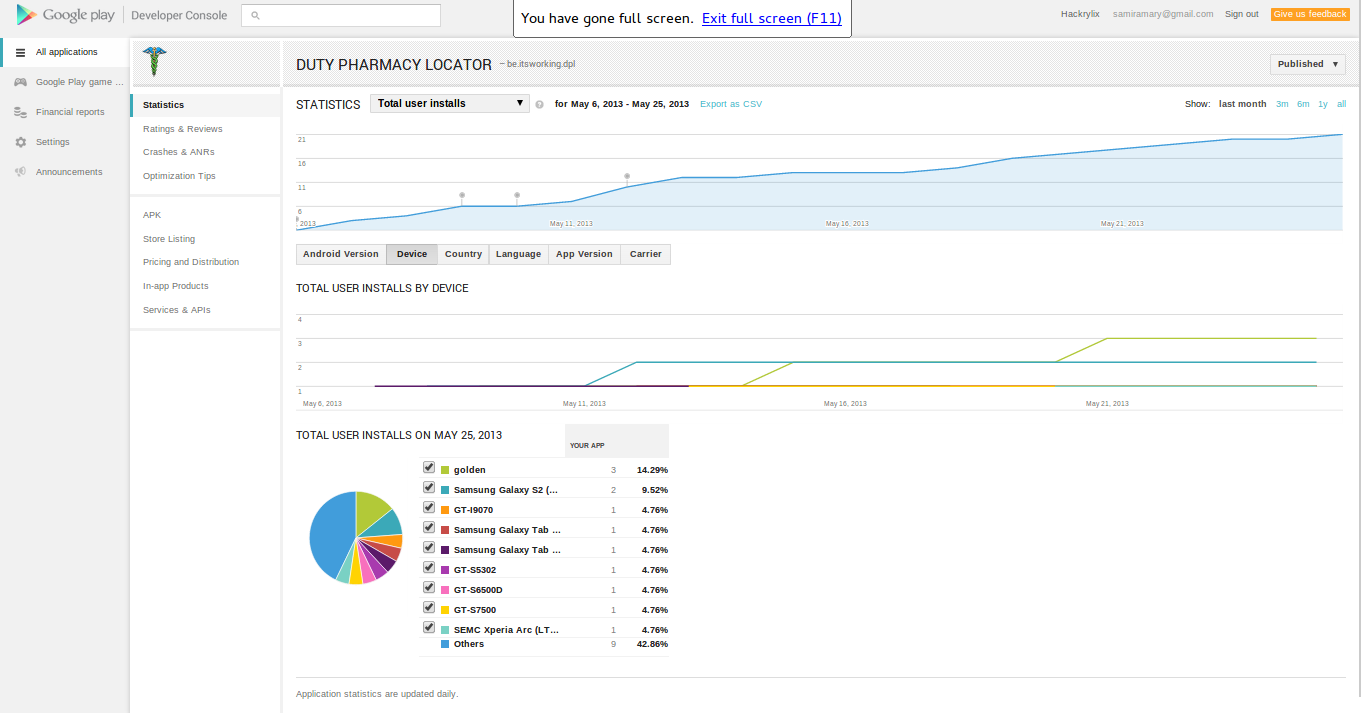 Google play Developer Console
You have gone full screen. Exit full screen (F11)
Hackrylix samiramary@gmail.com Sign out Give us feedback
All applications
Google Play game ...
Financial reports
Settings
Announcements
DUTY PHARMACY LOCATOR – be.itsworking.dpl
Published ▼
Statistics
Ratings & Reviews
Crashes & ANRs
Optimization Tips
APK
Store Listing
Pricing and Distribution
In-app Products
Services & APIs
STATISTICS Total user installs ▼ ? for May 6, 2013 - May 25, 2013 Export as CSV
Show: last month 3m 6m 1y all
21
16
11
6
2013 May 11, 2013 May 16, 2013 May 21, 2013
Android Version Device Country Language App Version Carrier
TOTAL USER INSTALLS BY DEVICE
4
3
2
1
May 6, 2013 May 11, 2013 May 16, 2013 May 21, 2013
TOTAL USER INSTALLS ON MAY 25, 2013
YOUR APP
golden 3 14.29%
Samsung Galaxy S2 (... 2 9.52%
GT-I9070 1 4.76%
Samsung Galaxy Tab ... 1 4.76%
Samsung Galaxy Tab ... 1 4.76%
GT-S5302 1 4.76%
GT-S6500D 1 4.76%
GT-S7500 1 4.76%
SEMC Xperia Arc (LT... 1 4.76%
Others 9 42.86%
Application statistics are updated daily.